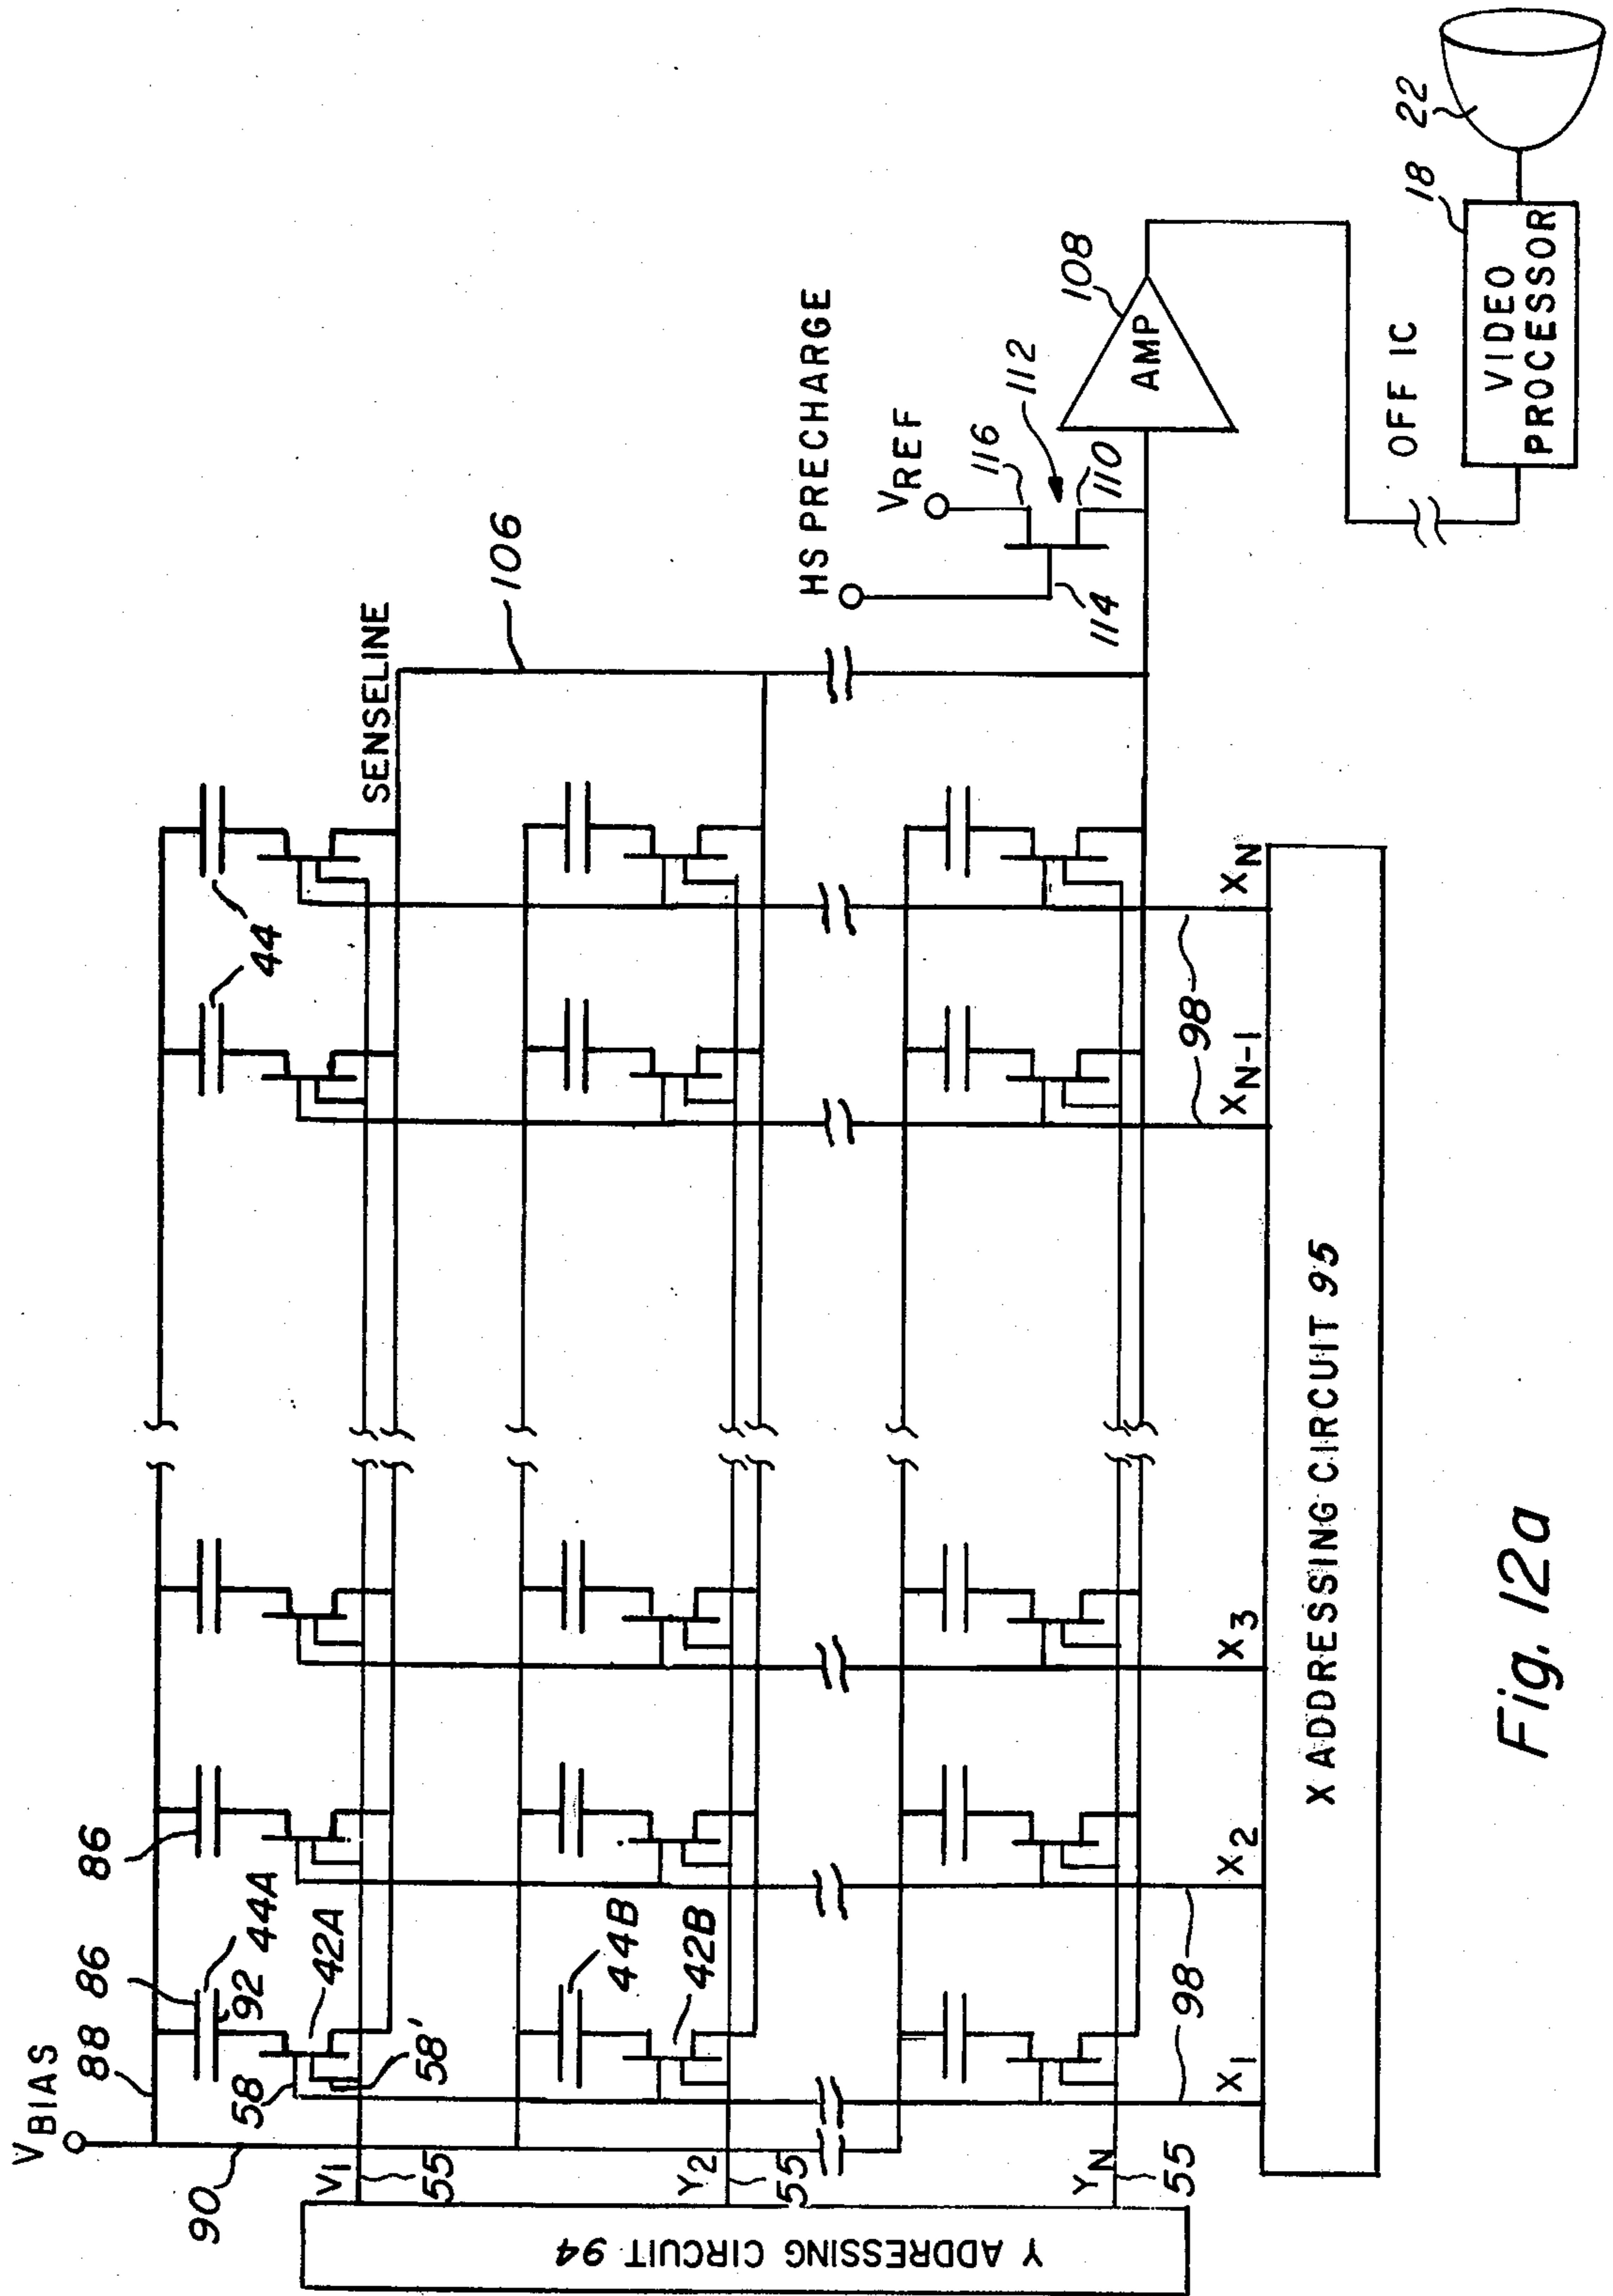 V BIAS
90
88
86
86
92
44A
42A
58
58'
44
SENSELINE
106
V1
55
44B
42B
Y2
55
YN
55
Y ADDRESSING CIRCUIT 94
HS PRECHARGE
VREF
116
112
114
110
108
AMP
X1
98
X2
X3
XN-1
98
XN
X ADDRESSING CIRCUIT 95
OFF IC
18
VIDEO
PROCESSOR
22
Fig. 12a